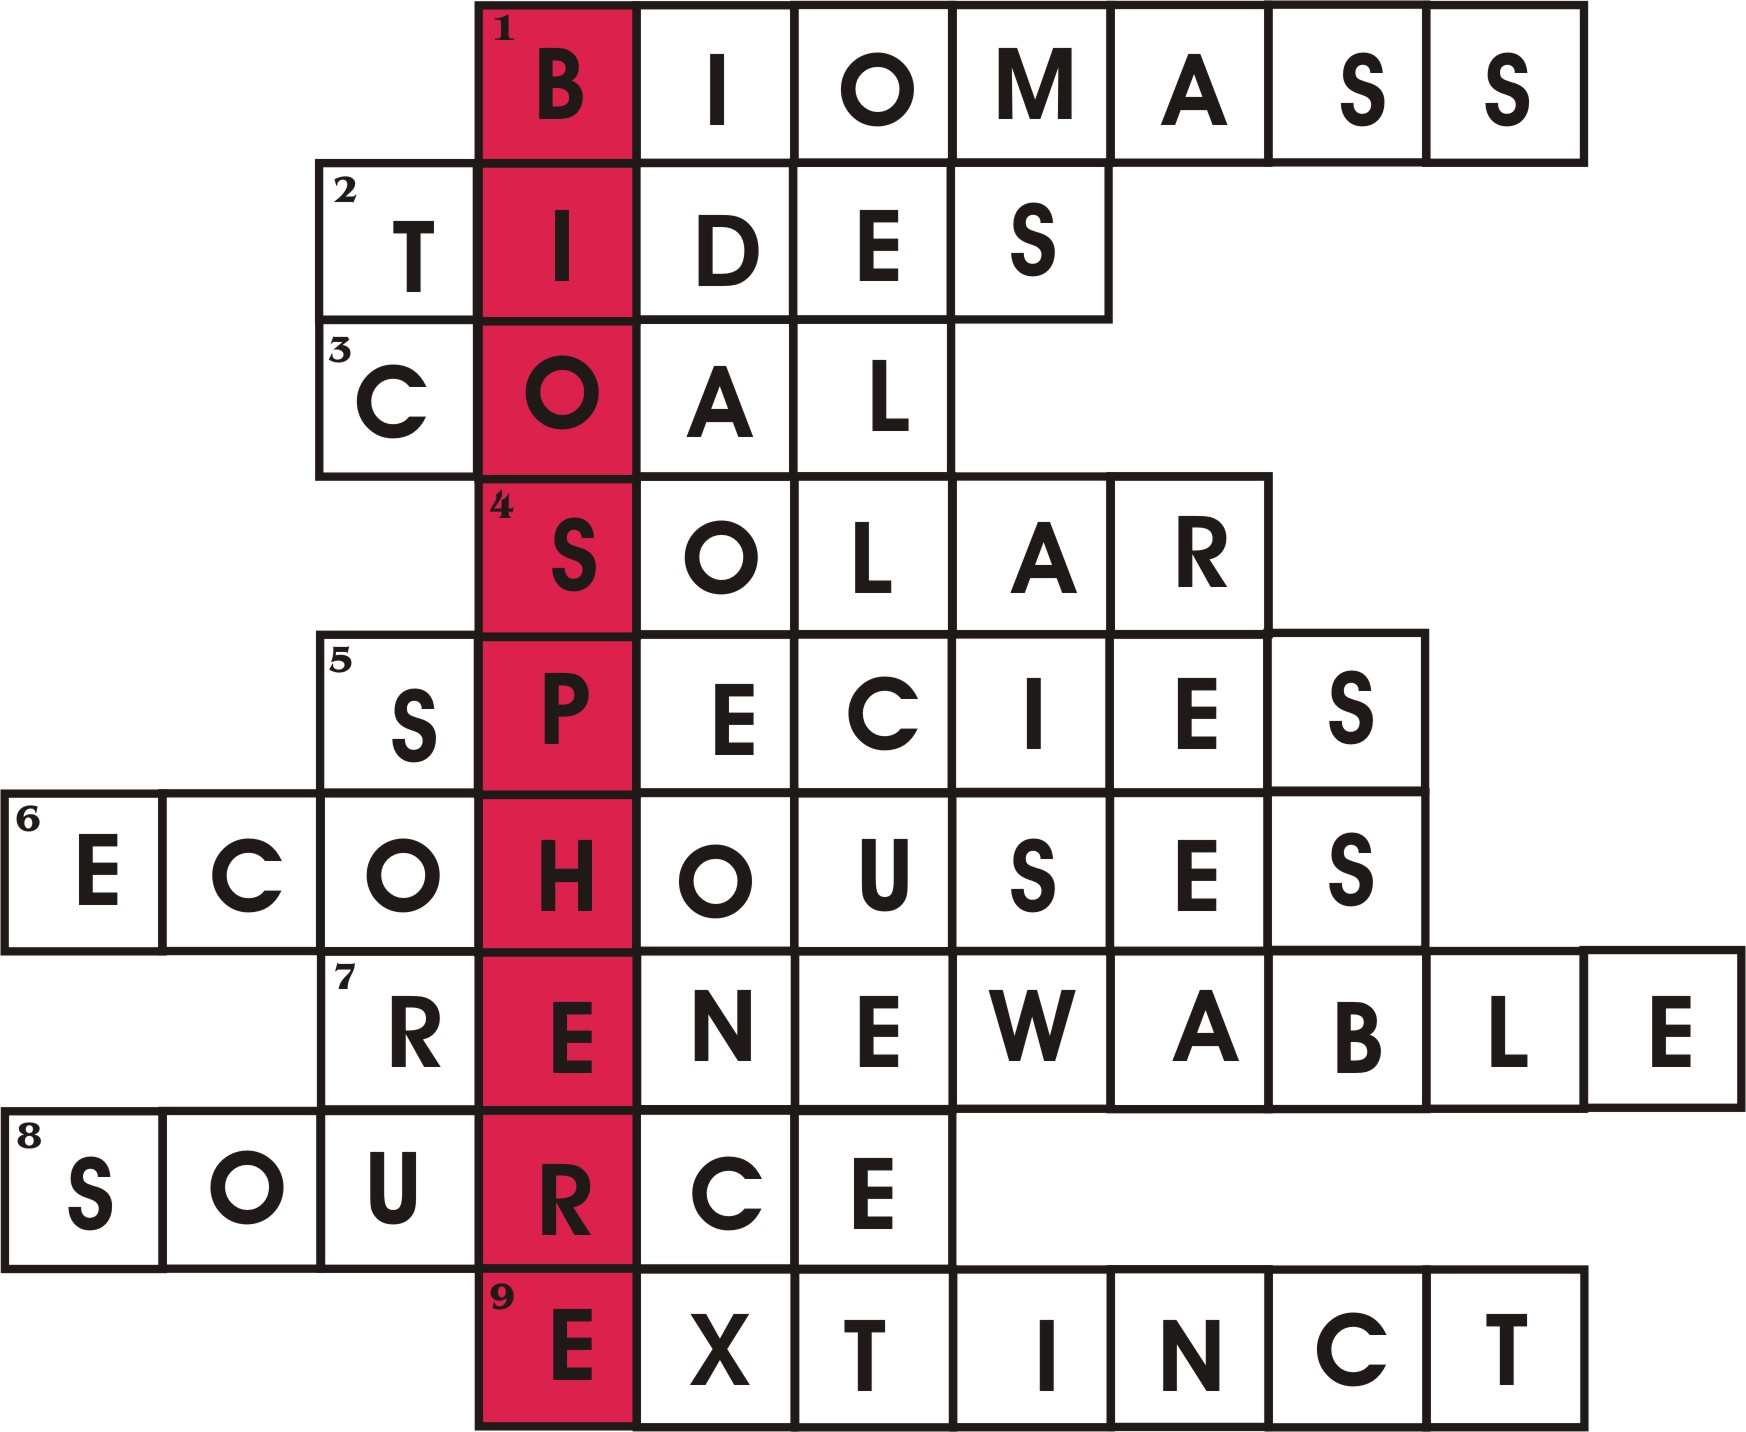 1 BIOMASS
2 TIDES
3 COAL
4 SOLAR
5 SPECIES
6 ECOHOUSES
7 RENEWABLE
8 SOURCE
9 EXTINCT